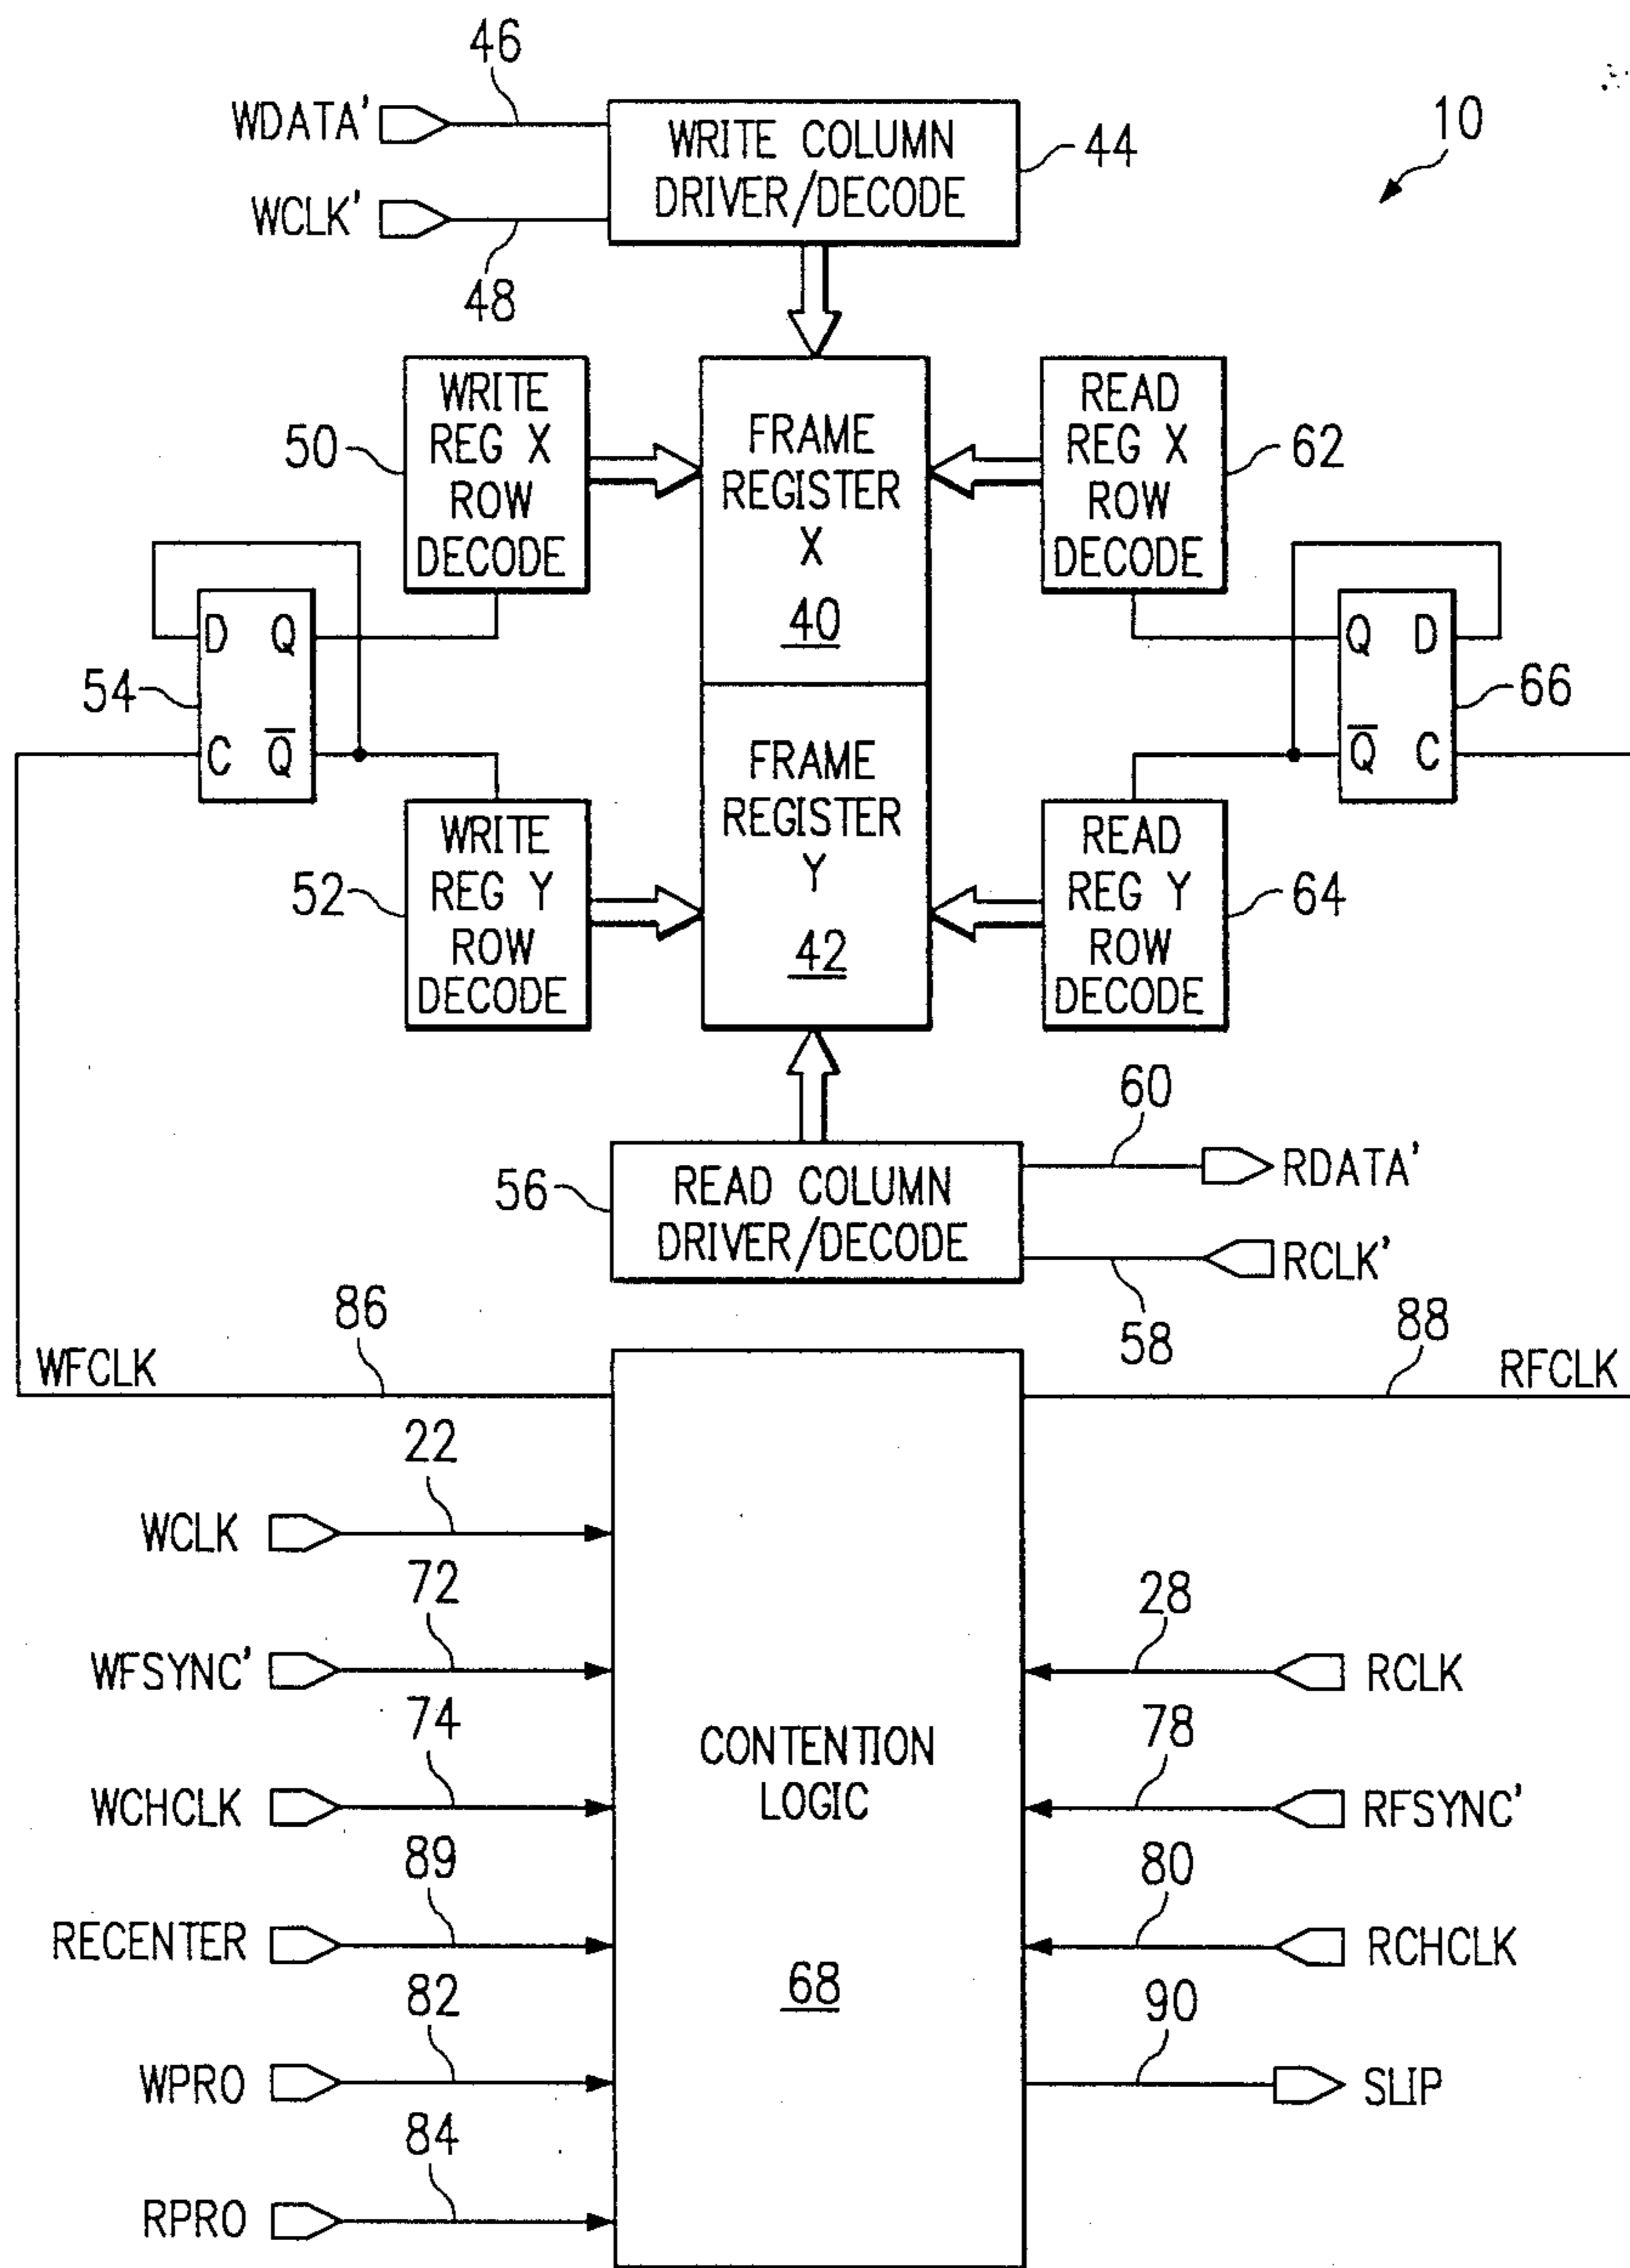 46
WDATA'
WRITE COLUMN
DRIVER/DECODE
44
10
WCLK'
48
WRITE
REG X
ROW
DECODE
50
FRAME
REGISTER
X
40
READ
REG X
ROW
DECODE
62
D Q
C Q̅
54
Q D
Q̅ C
66
WRITE
REG Y
ROW
DECODE
52
FRAME
REGISTER
Y
42
READ
REG Y
ROW
DECODE
64
60
RDATA'
56
READ COLUMN
DRIVER/DECODE
RCLK'
58
86
WFCLK
88
RFCLK
22
WCLK
72
WFSYNC'
74
WCHCLK
89
RECENTER
82
WPRO
84
RPRO
CONTENTION
LOGIC
68
28
RCLK
78
RFSYNC'
80
RCHCLK
90
SLIP